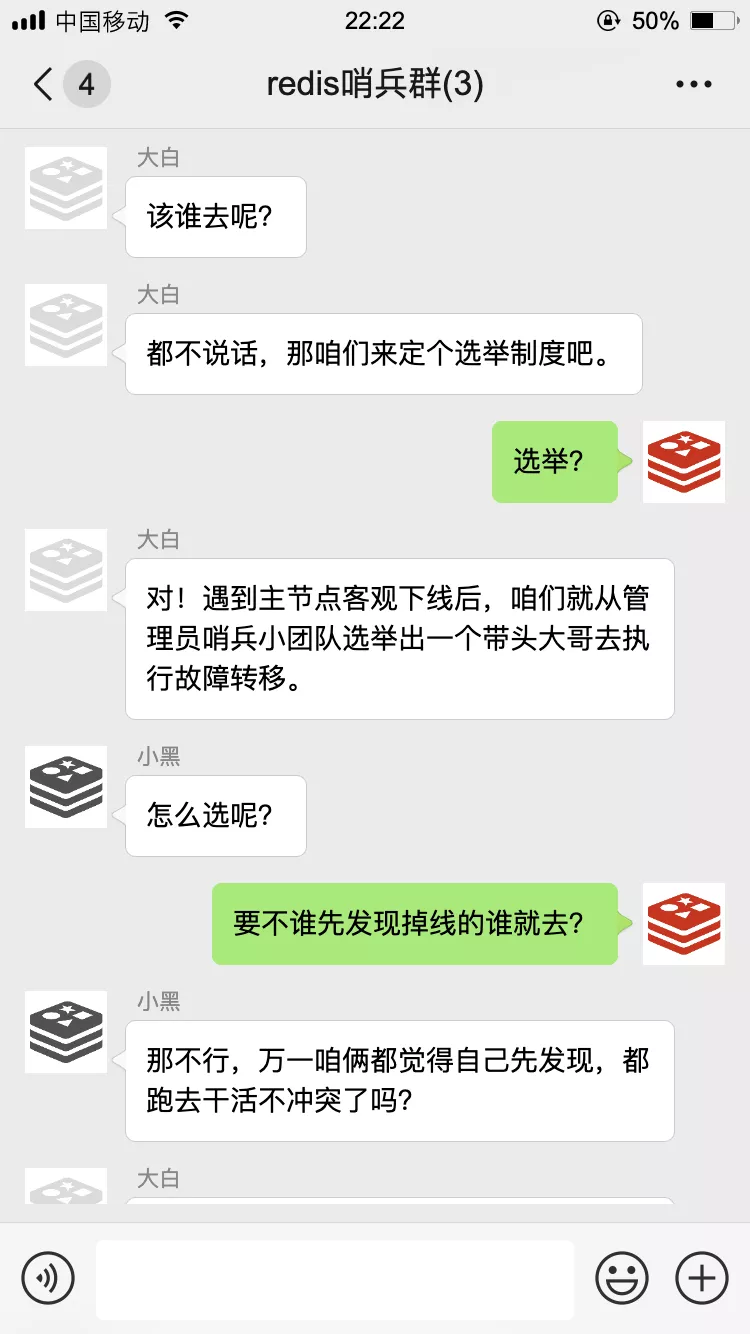 中国移动 22:22 50%
4 redis哨兵群(3)
大白
该谁去呢？
大白
都不说话，那咱们来定个选举制度吧。
选举？
大白
对！遇到主节点客观下线后，咱们就从管
理员哨兵小团队选举出一个带头大哥去执
行故障转移。
小黑
怎么选呢？
要不谁先发现掉线的谁就去？
小黑
那不行，万一咱俩都觉得自己先发现，都
跑去干活不冲突了吗？
大白